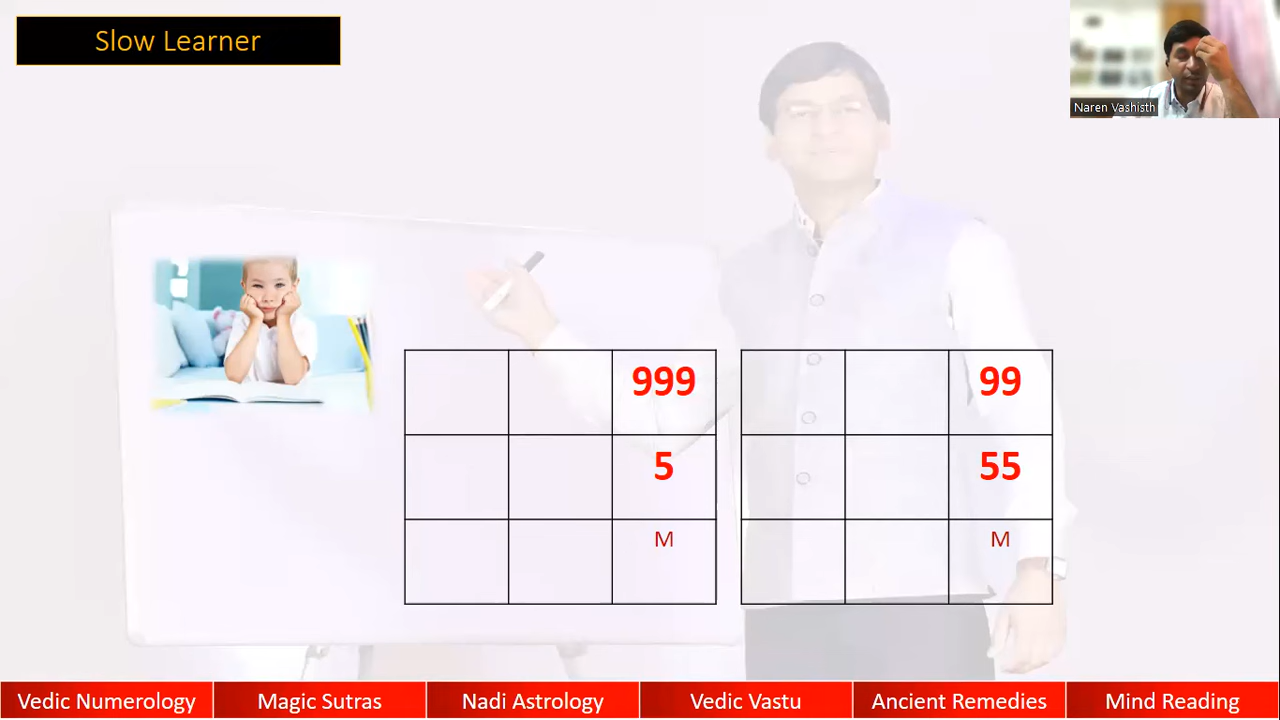 Slow Learner
Naren Vashisth
999
5
M
99
55
M
Vedic Numerology
Magic Sutras
Nadi Astrology
Vedic Vastu
Ancient Remedies
Mind Reading